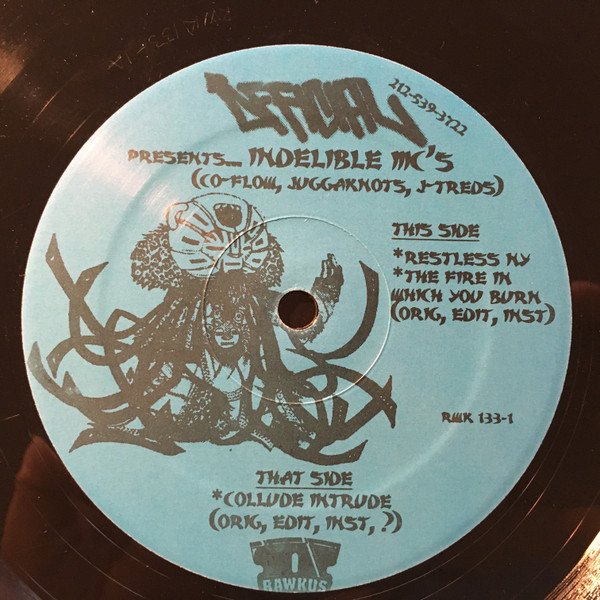 OFFICIAL
212-539-3722
PRESENTS... INDELIBLE MC'S
(CO-FLOW, JUGGAKNOTS, J-TREDS)
THIS SIDE
*RESTLESS NY
*THE FIRE IN
WHICH YOU BURN
(ORIG, EDIT, INST)
RWK 133-1
THAT SIDE
*COLLUDE INTRUDE
(ORIG, EDIT, INST, ?)
RAWKUS